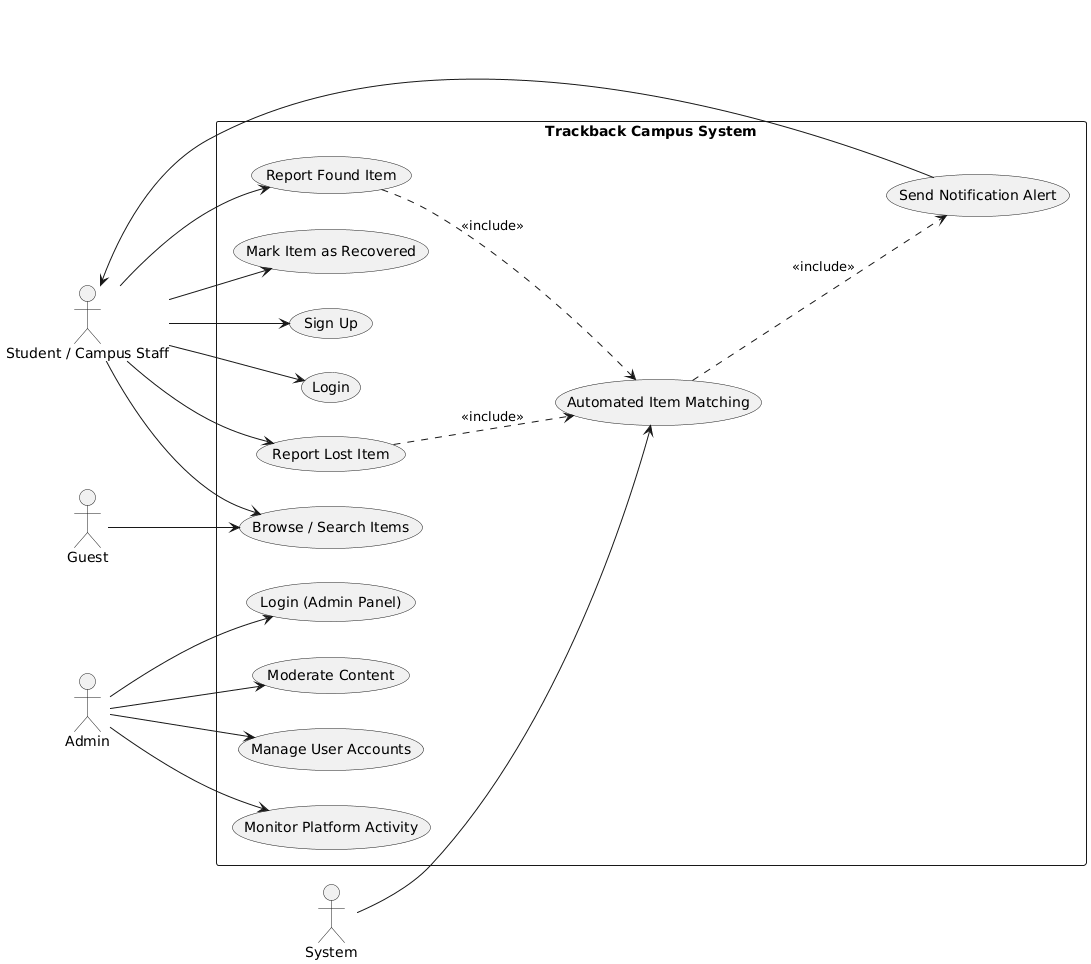 Trackback Campus System
Report Found Item
Send Notification Alert
«include»
Mark Item as Recovered
«include»
Sign Up
Student / Campus Staff
Login
Automated Item Matching
«include»
Report Lost Item
Browse / Search Items
Guest
Login (Admin Panel)
Moderate Content
Admin
Manage User Accounts
Monitor Platform Activity
System